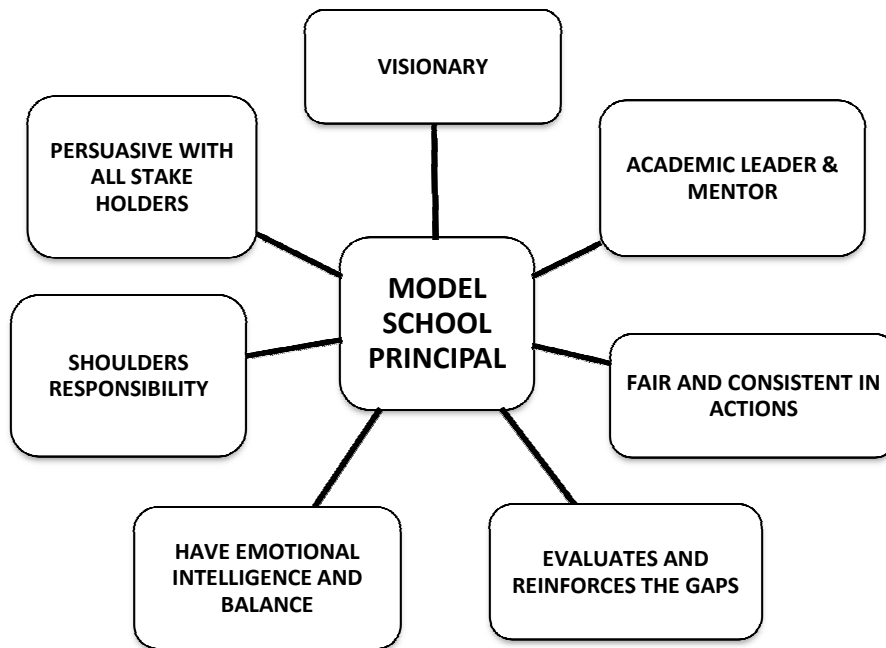 VISIONARY
PERSUASIVE WITH
ALL STAKE
HOLDERS
ACADEMIC LEADER &
MENTOR
MODEL
SCHOOL
PRINCIPAL
SHOULDERS
RESPONSIBILITY
FAIR AND CONSISTENT IN
ACTIONS
HAVE EMOTIONAL
INTELLIGENCE AND
BALANCE
EVALUATES AND
REINFORCES THE GAPS